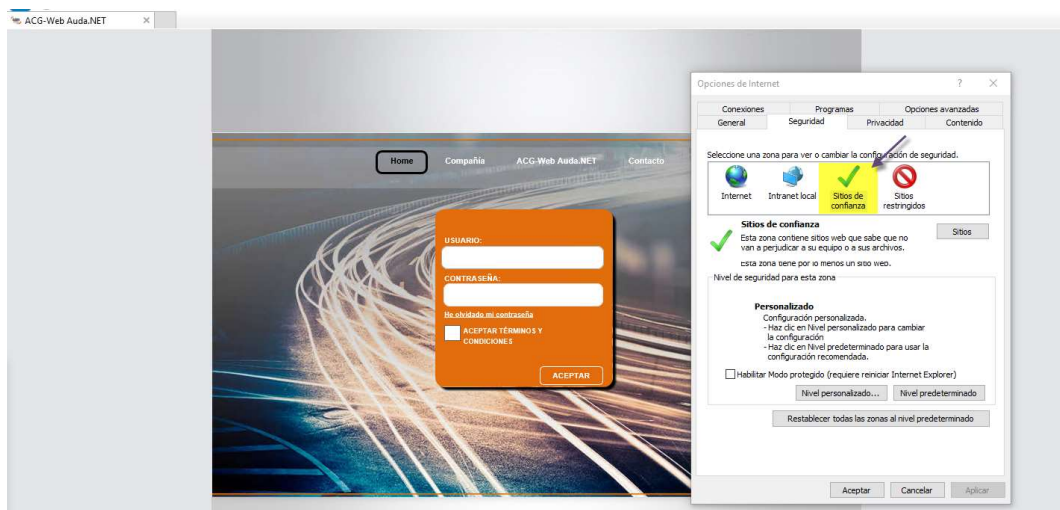 ACG-Web Auda.NET
Home Compañía ACG-Web Auda.NET Contacto
USUARIO:
CONTRASEÑA:
He olvidado mi contraseña
ACEPTAR TÉRMINOS Y
CONDICIONES
ACEPTAR
Opciones de Internet
Conexiones Programas Opciones avanzadas
General Seguridad Privacidad Contenido
Seleccione una zona para ver o cambiar la configuración de seguridad.
Internet Intranet local Sitios de confianza Sitios restringidos
Sitios de confianza
Sitios
Esta zona contiene sitios web que sabe que no
van a perjudicar a su equipo o a sus archivos.
Esta zona tiene por lo menos un sitio web.
Nivel de seguridad para esta zona
Personalizado
Configuración personalizada.
- Haz clic en Nivel personalizado para cambiar
la configuración
- Haz clic en Nivel predeterminado para usar la
configuración recomendada.
Habilitar Modo protegido (requiere reiniciar Internet Explorer)
Nivel personalizado... Nivel predeterminado
Restablecer todas las zonas al nivel predeterminado
Aceptar Cancelar Aplicar